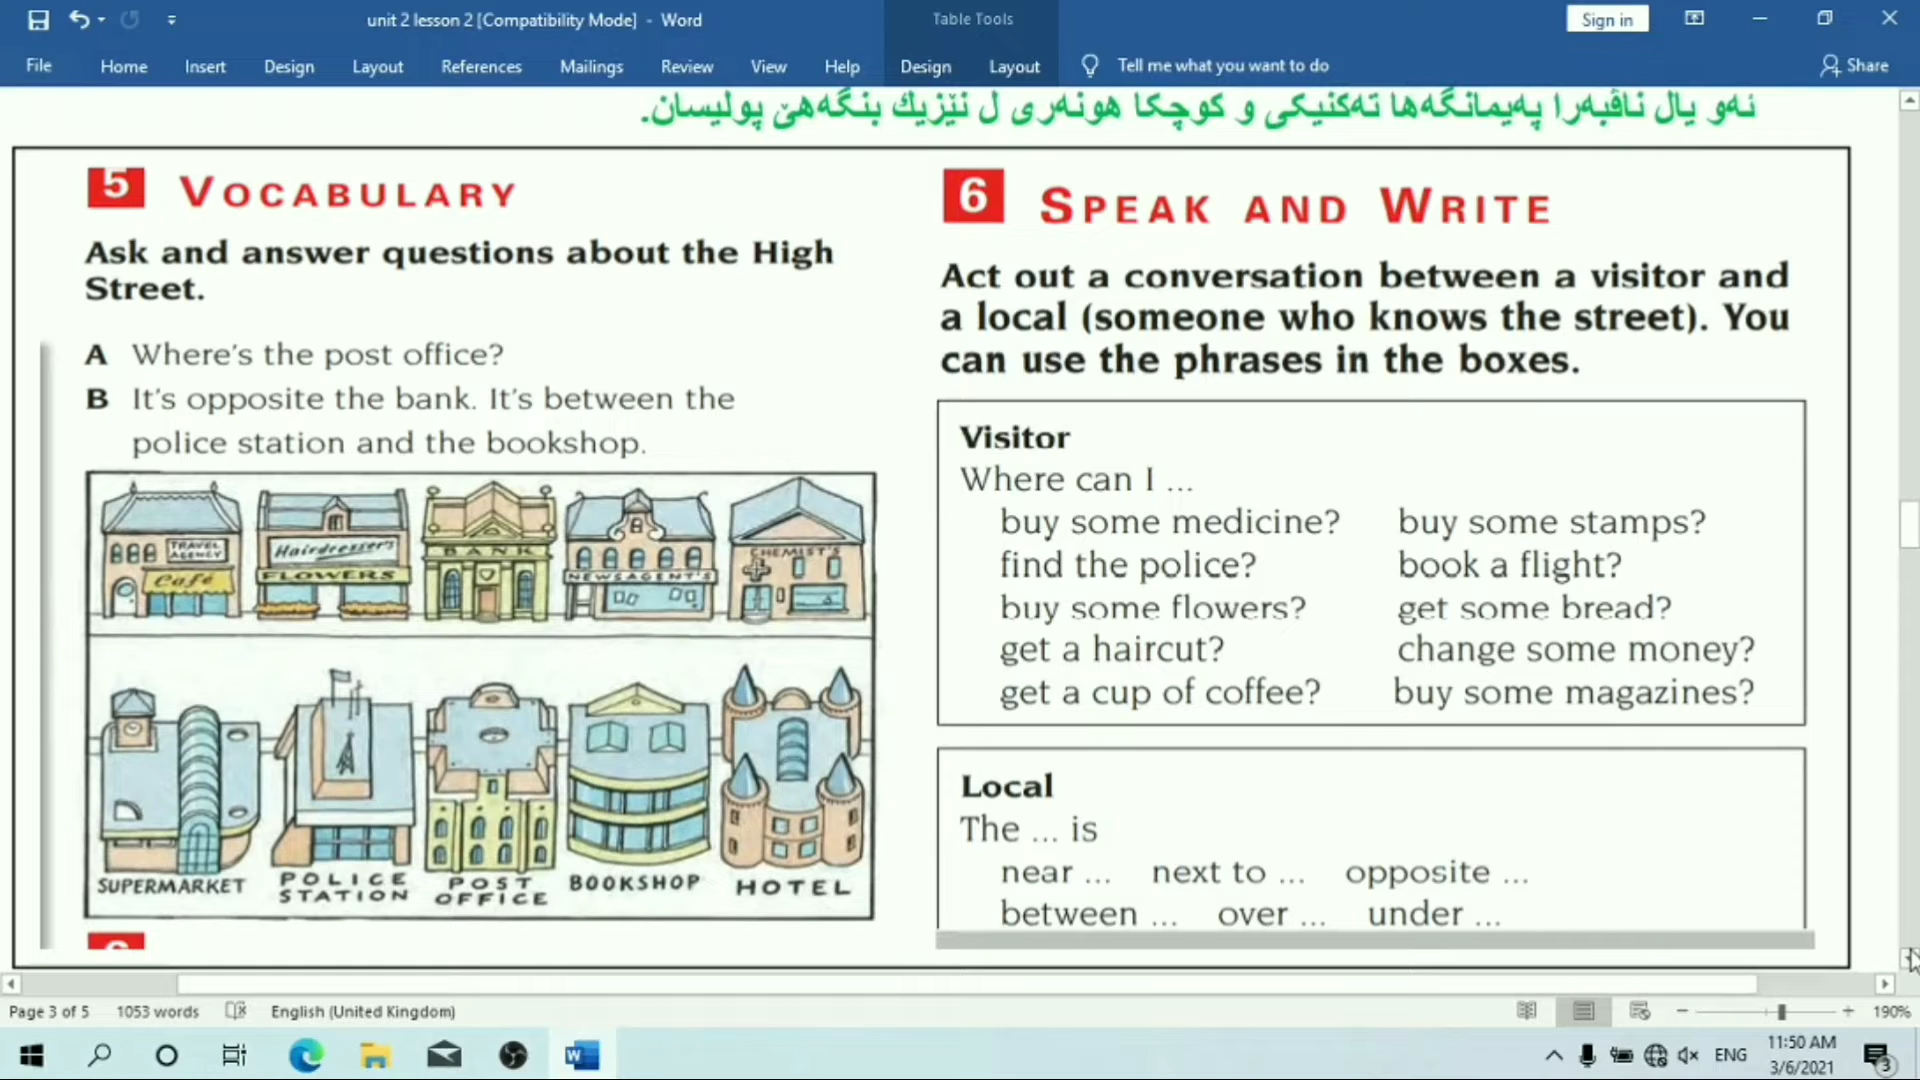 unit 2 lesson 2 [Compatibility Mode] - Word
Table Tools
Sign in
File Home Insert Design Layout References Mailings Review View Help Design Layout Tell me what you want to do Share
ئەو یال ناڤبەرا پەیمانگەها تەکنیکی و کوچکا هونەری ل نێزیك بنگەهێ پولیسان.
5 VOCABULARY
Ask and answer questions about the High
Street.
A Where's the post office?
B It's opposite the bank. It's between the
police station and the bookshop.
TRAVEL
AGENCY
Café
Hairdresser's
FLOWERS
BANK
NEWSAGENT'S
CHEMIST'S
SUPERMARKET
POLICE
STATION
POST
OFFICE
BOOKSHOP
HOTEL
6 SPEAK AND WRITE
Act out a conversation between a visitor and
a local (someone who knows the street). You
can use the phrases in the boxes.
Visitor
Where can I ...
buy some medicine? buy some stamps?
find the police? book a flight?
buy some flowers? get some bread?
get a haircut? change some money?
get a cup of coffee? buy some magazines?
Local
The ... is
near ... next to ... opposite ...
between ... over ... under ...
Page 3 of 5 1053 words English (United Kingdom) 190%
ENG
11:50 AM
3/6/2021
3